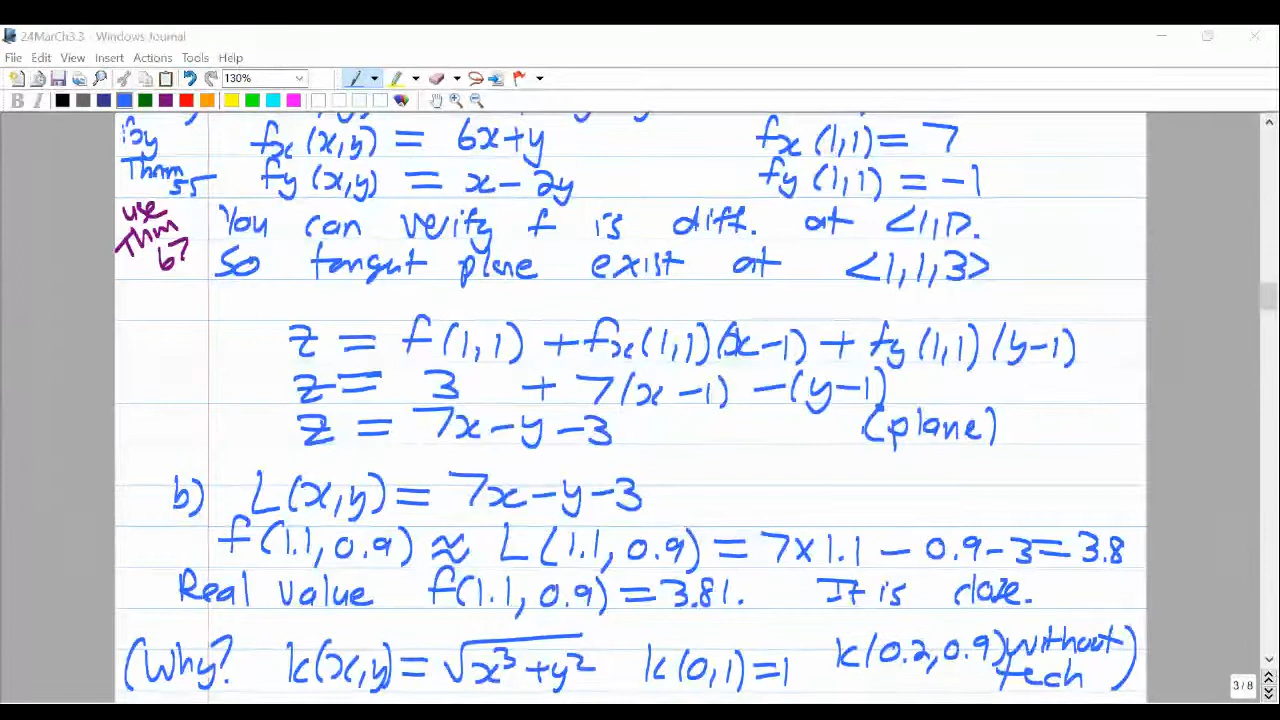 24MarCh3.3 - Windows Journal
File Edit View Insert Actions Tools Help
130%
B I
by fx(x,y) = 6x+y fx(1,1) = 7
Thrm 55 fy(x,y) = x-2y fy(1,1) = -1
use Thm 67 You can verify f is diff. at <1,1>.
So tangut plane exist at <1,1,3>
z = f(1,1) + fx(1,1)(x-1) + fy(1,1)(y-1)
z = 3 + 7(x-1) -(y-1)
z = 7x-y-3 (plane)
b) L(x,y) = 7x-y-3
f(1.1, 0.9) ≈ L(1.1, 0.9) = 7×1.1 - 0.9-3 = 3.8
Real value f(1.1, 0.9) = 3.81. It is cloze.
(Why? k(x,y) = √x³+y² k(0,1)=1 k(0.2,0.9) without tech)
3 / 8